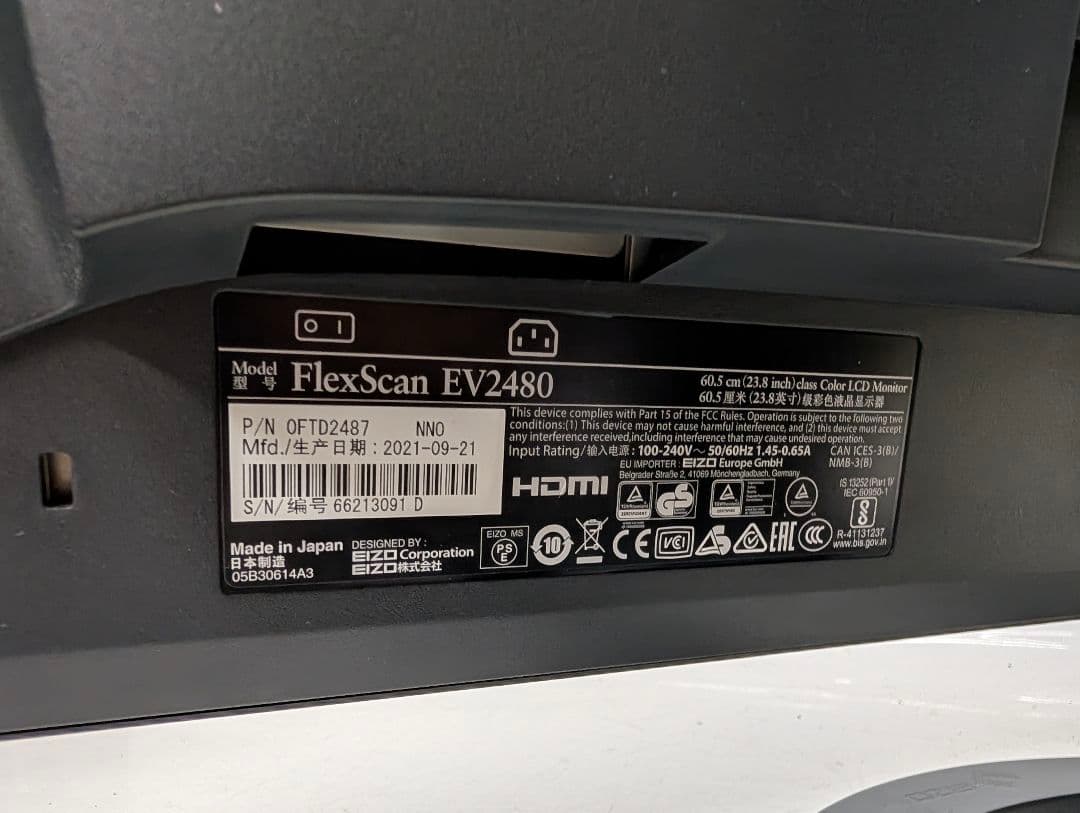 Model FlexScan EV2480
型 号
60.5 cm (23.8 inch) class Color LCD Monitor
60.5 厘米 (23.8英寸) 级彩色液晶显示器
P/N 0FTD2487 NNO
Mfd./生产日期 : 2021-09-21
S/N/编号 66213091 D
This device complies with Part 15 of the FCC Rules. Operation is subject to the following two
conditions:(1) This device may not cause harmful interference, and (2) this device must accept
any interference received,including interference that may cause undesired operation.
Input Rating/输入电源 : 100-240V～ 50/60Hz 1.45-0.65A
CAN ICES-3(B)/
NMB-3(B)
EU IMPORTER : EIZO Europe GmbH
Belgrader Straße 2, 41069 Mönchengladbach, Germany
HDMI
IS 13252 (Part 1)/
IEC 60950-1
R-41131237
www.bis.gov.in
Made in Japan
日本制造
05B30614A3
DESIGNED BY :
EIZO Corporation
EIZO株式会社
EIZO MS
PS
E
10
CE
VCI
EAC
CCC
EIZO